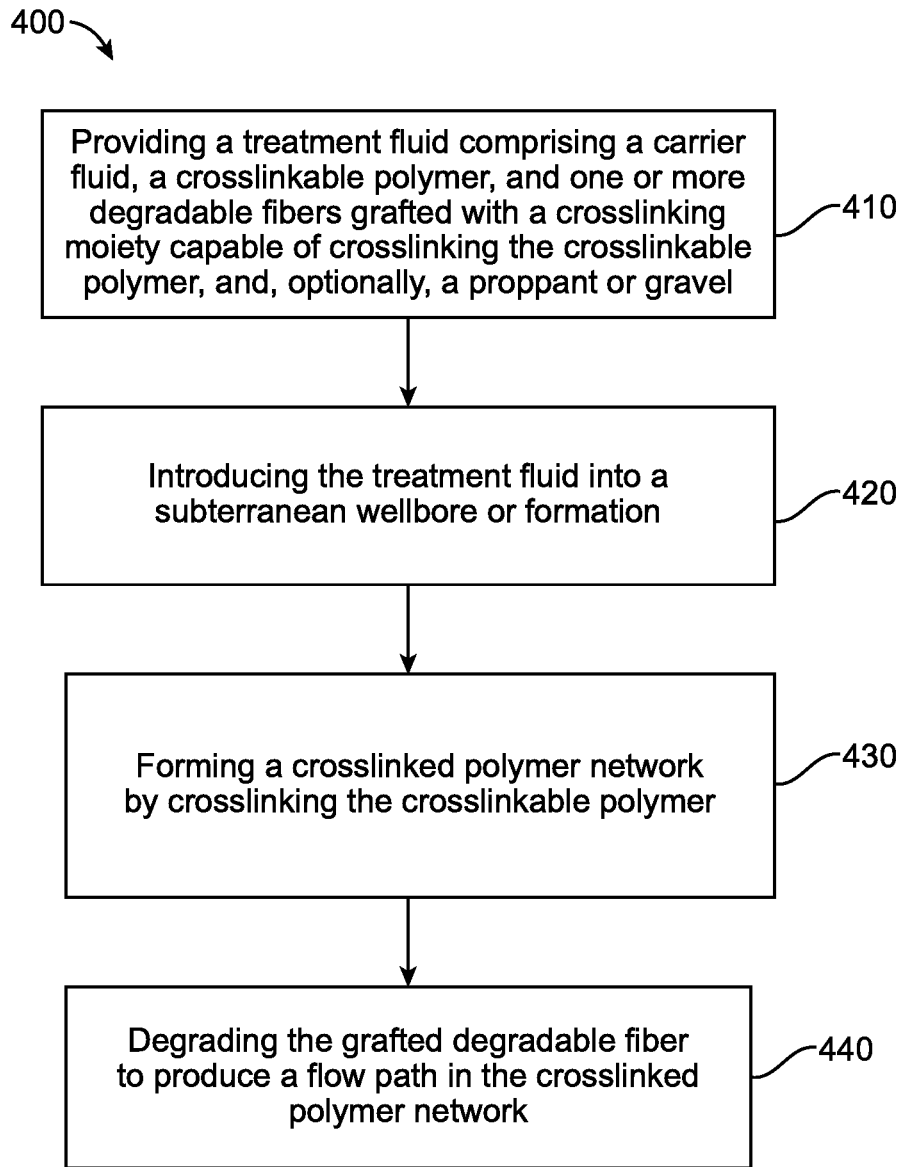 400
Providing a treatment fluid comprising a carrier
fluid, a crosslinkable polymer, and one or more
degradable fibers grafted with a crosslinking
moiety capable of crosslinking the crosslinkable
polymer, and, optionally, a proppant or gravel
410
Introducing the treatment fluid into a
subterranean wellbore or formation
420
Forming a crosslinked polymer network
by crosslinking the crosslinkable polymer
430
Degrading the grafted degradable fiber
to produce a flow path in the crosslinked
polymer network
440